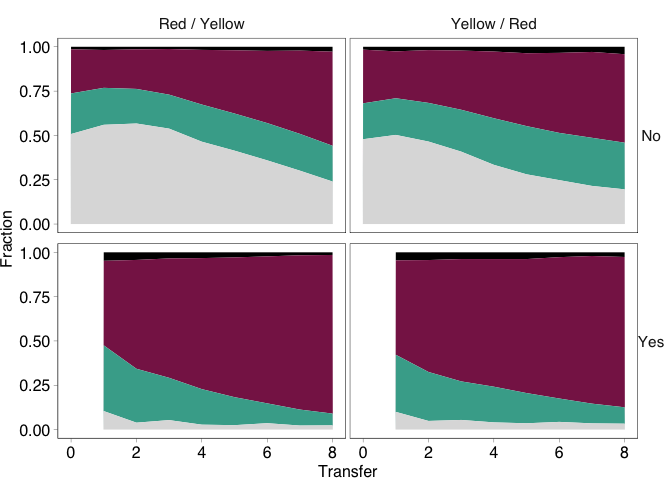 Red / Yellow
Yellow / Red
1.00
0.75
0.50
0.25
0.00
No
Fraction
1.00
0.75
0.50
0.25
0.00
Yes
0 2 4 6 8
0 2 4 6 8
Transfer